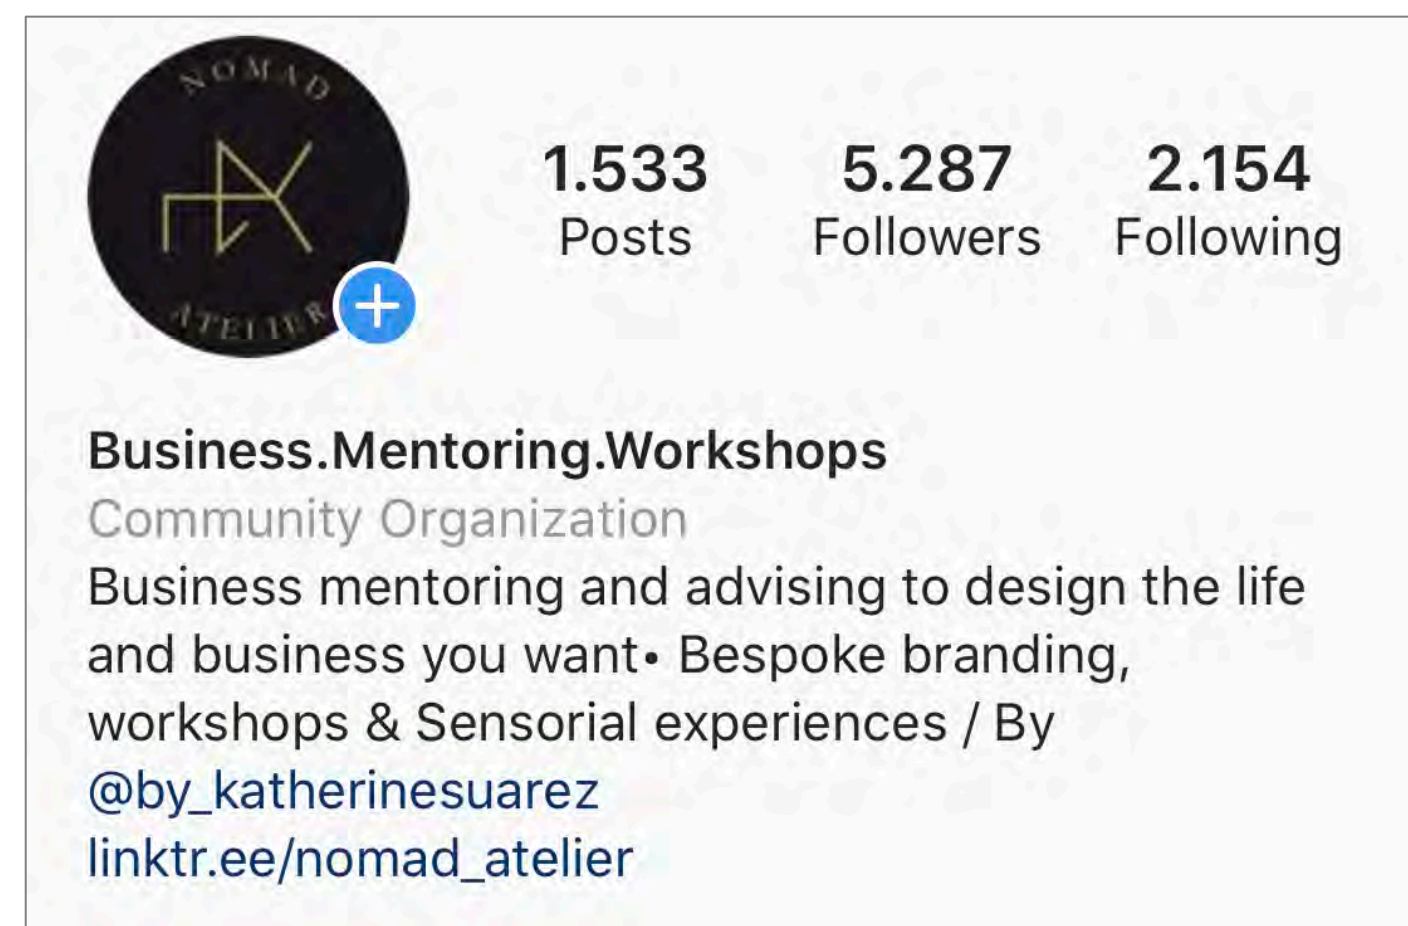 NOMAD
ATELIER
1.533 5.287 2.154
Posts Followers Following
Business.Mentoring.Workshops
Community Organization
Business mentoring and advising to design the life
and business you want• Bespoke branding,
workshops & Sensorial experiences / By
@by_katherinesuarez
linktr.ee/nomad_atelier